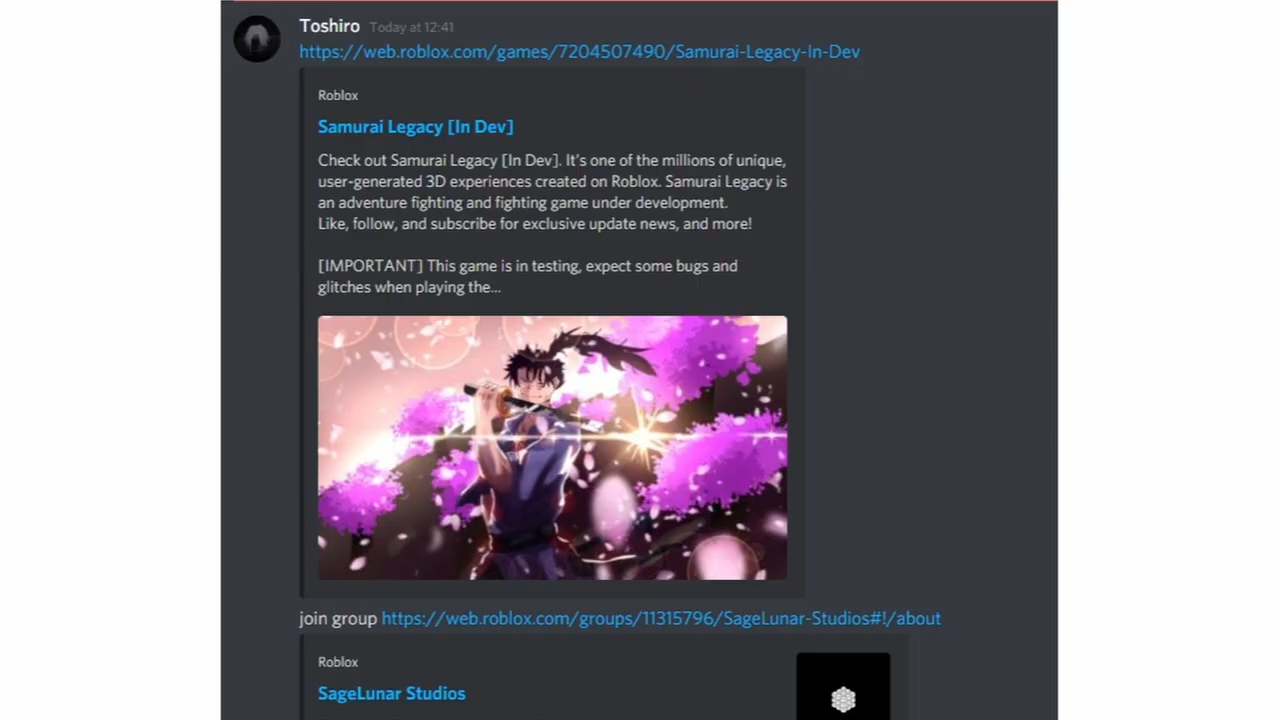 Toshiro Today at 12:41
https://web.roblox.com/games/7204507490/Samurai-Legacy-In-Dev
Roblox
Samurai Legacy [In Dev]
Check out Samurai Legacy [In Dev]. It’s one of the millions of unique,
user-generated 3D experiences created on Roblox. Samurai Legacy is
an adventure fighting and fighting game under development.
Like, follow, and subscribe for exclusive update news, and more!
[IMPORTANT] This game is in testing, expect some bugs and
glitches when playing the...
join group https://web.roblox.com/groups/11315796/SageLunar-Studios#!/about
Roblox
SageLunar Studios